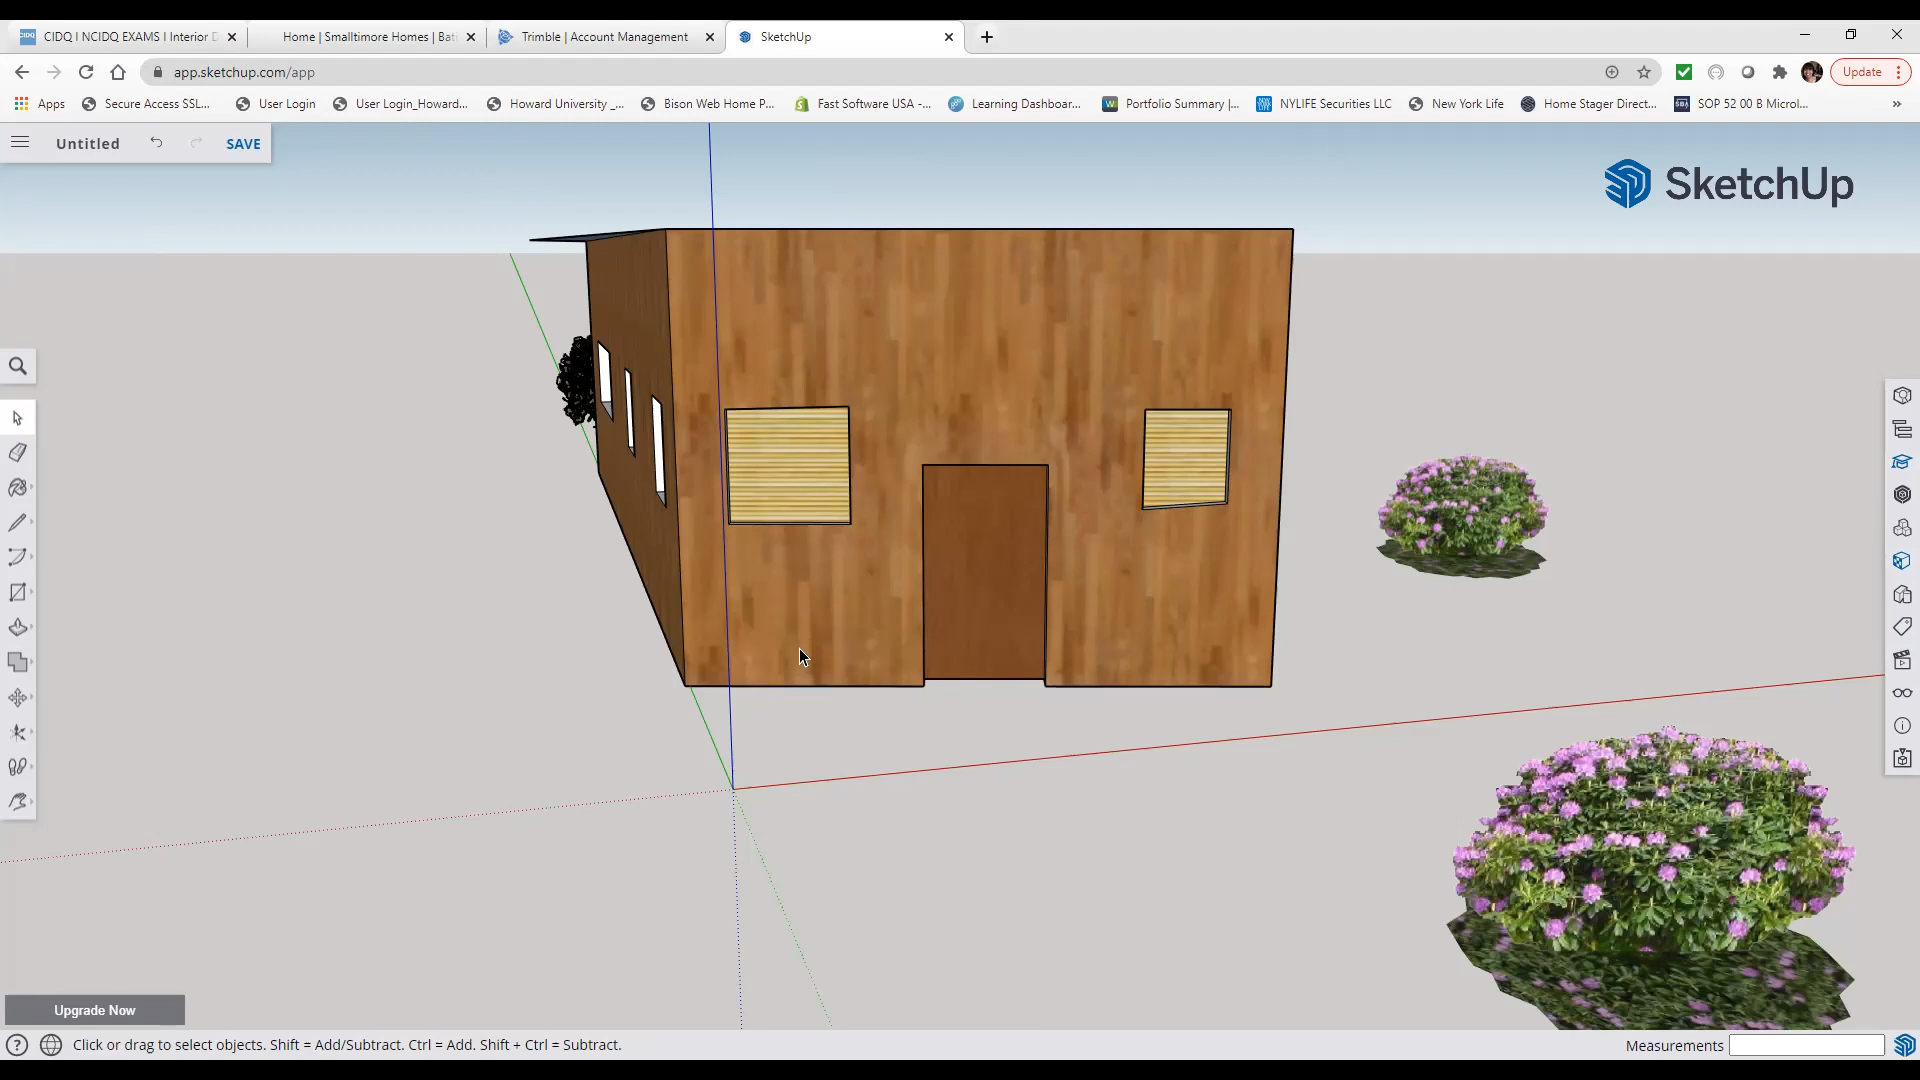 CIDQ I NCIDQ EXAMS I Interior D
Home | Smalltimore Homes | Balt
Trimble | Account Management
SketchUp
app.sketchup.com/app
Update
Apps
Secure Access SSL...
User Login
User Login_Howard...
Howard University _...
Bison Web Home P...
Fast Software USA -...
Learning Dashboar...
Portfolio Summary |...
NYLIFE Securities LLC
New York Life
Home Stager Direct...
SOP 52 00 B Microl...
Untitled
SAVE
SketchUp
Upgrade Now
Click or drag to select objects. Shift = Add/Subtract. Ctrl = Add. Shift + Ctrl = Subtract.
Measurements